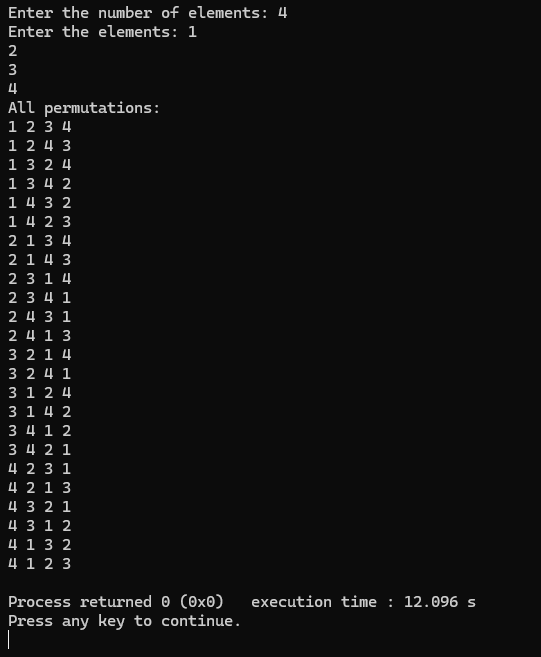 Enter the number of elements: 4
Enter the elements: 1
2
3
4
All permutations:
1 2 3 4
1 2 4 3
1 3 2 4
1 3 4 2
1 4 3 2
1 4 2 3
2 1 3 4
2 1 4 3
2 3 1 4
2 3 4 1
2 4 3 1
2 4 1 3
3 2 1 4
3 2 4 1
3 1 2 4
3 1 4 2
3 4 1 2
3 4 2 1
4 2 3 1
4 2 1 3
4 3 2 1
4 3 1 2
4 1 3 2
4 1 2 3
Process returned 0 (0x0)   execution time : 12.096 s
Press any key to continue.